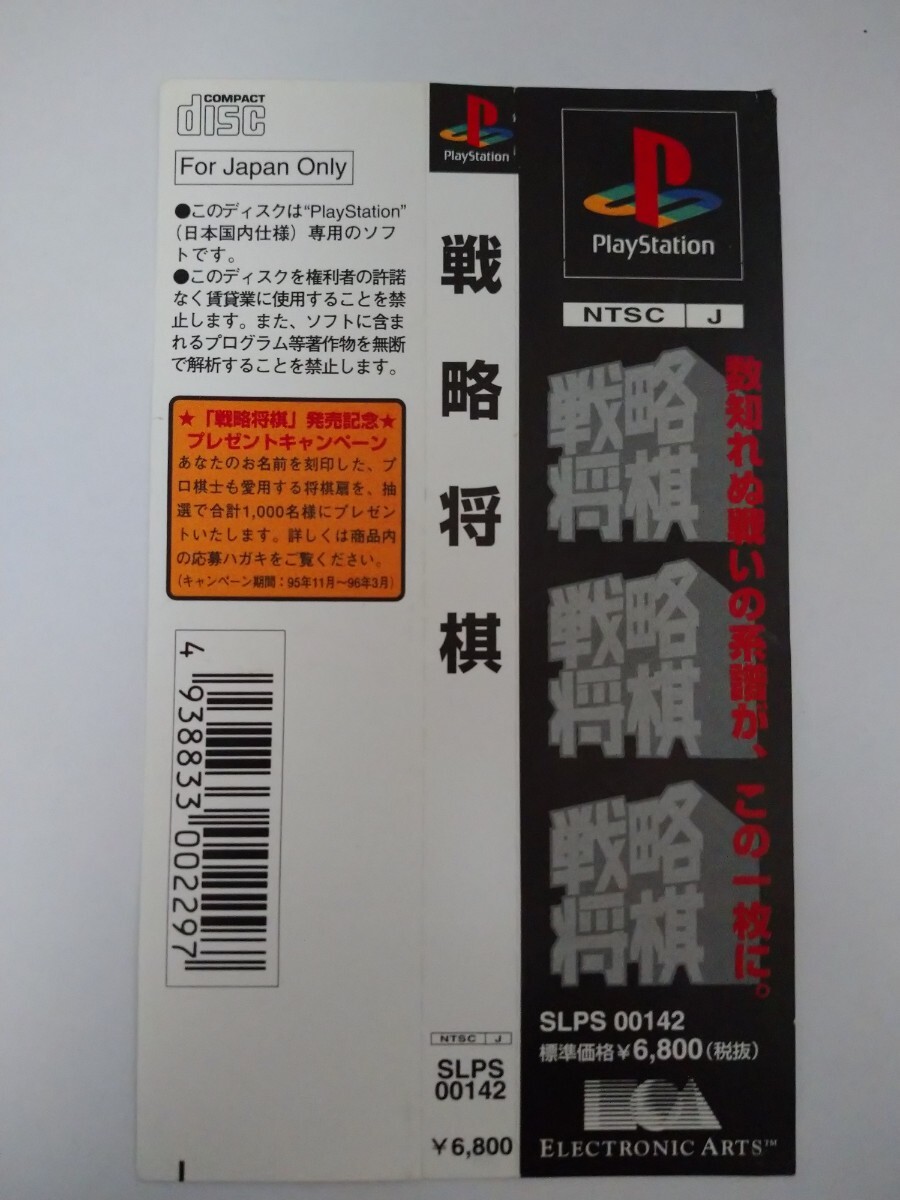 COMPACT
disc
For Japan Only
●このディスクは“PlayStation”
(日本国内仕様)専用のソフ
トです。
●このディスクを権利者の許諾
なく賃貸業に使用することを禁
止します。また、ソフトに含ま
れるプログラム等著作物を無断
で解析することを禁止します。
★「戦略将棋」発売記念★
プレゼントキャンペーン
あなたのお名前を刻印した、プ
ロ棋士も愛用する将棋扇を、抽
選で合計1,000名様にプレゼン
トいたします。詳しくは商品内
の応募ハガキをご覧ください。
(キャンペーン期間:95年11月〜96年3月)
4 938833 002297
PlayStation
戦略将棋
NTSC J
SLPS
00142
¥6,800
PlayStation
NTSC J
数知れぬ戦いの系譜が、この一枚に。
戦略
将棋
戦略
将棋
戦略
将棋
SLPS 00142
標準価格¥6,800(税抜)
ECA
ELECTRONIC ARTS™